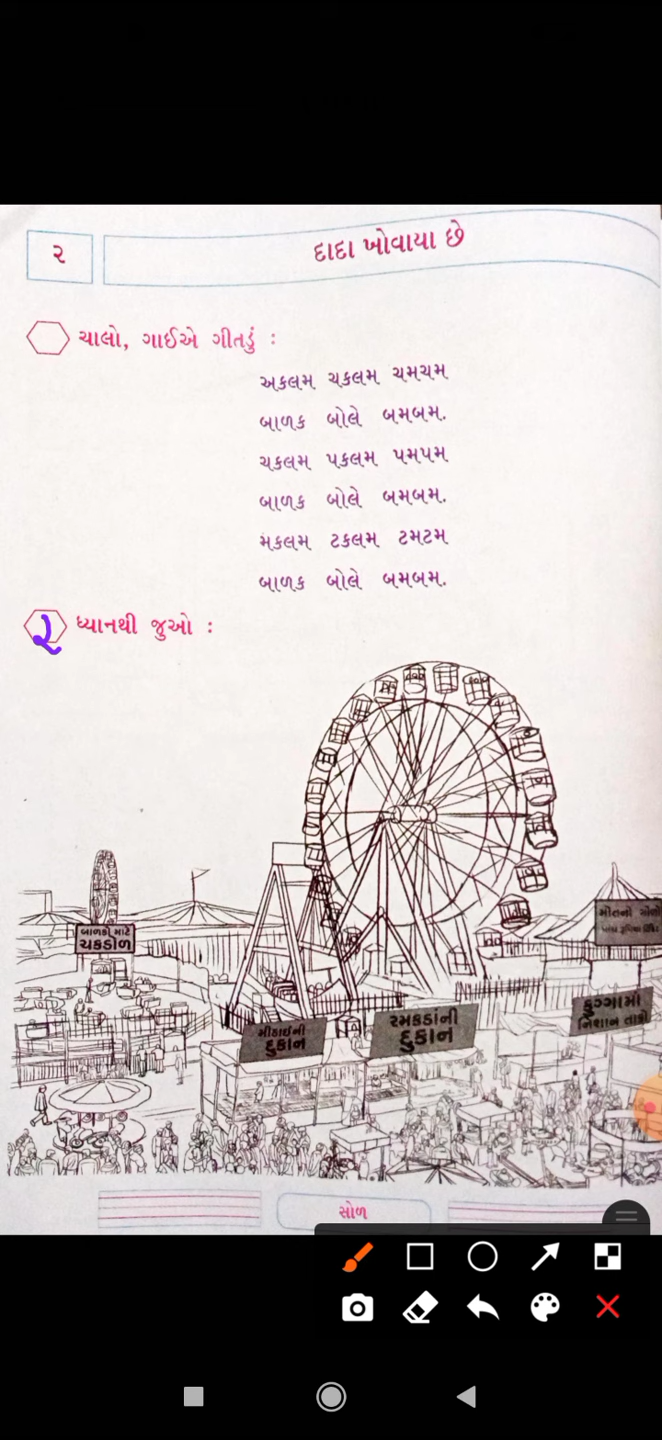 ૨
દાદા ખોવાયા છે
ચાલો, ગાઈએ ગીતડું :
અકલમ ચકલમ ચમચમ
બાળક બોલે બમબમ.
ચકલમ પકલમ પમપમ
બાળક બોલે બમબમ.
મકલમ ટકલમ ટમટમ
બાળક બોલે બમબમ.
૨ ધ્યાનથી જુઓ :
બાળકો માટે
ચકડોળ
મોતનો ગોળો
મીઠાઈની
દુકાન
રમકડાંની
દુકાન
ફુગ્ગામાં
નિશાન તાકો
સોળ